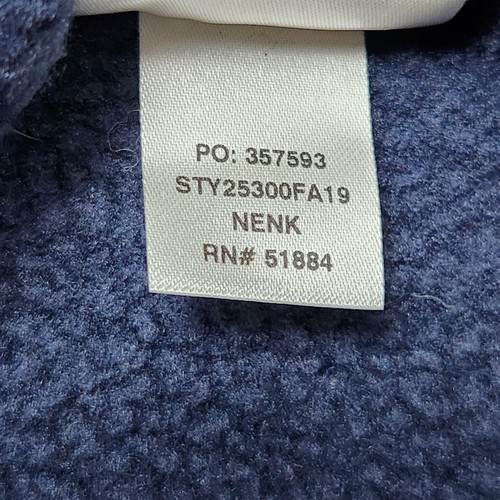 PO: 357593
STY25300FA19
NENK
RN# 51884